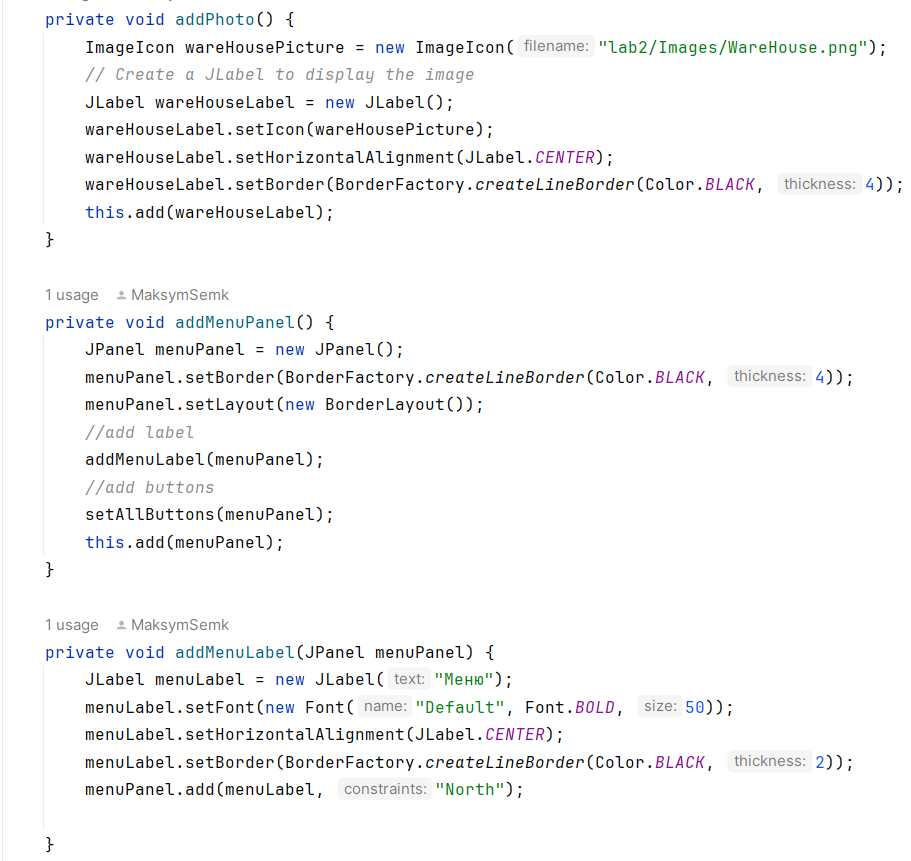 private void addPhoto() {
    ImageIcon wareHousePicture = new ImageIcon( filename: "lab2/Images/WareHouse.png");
    // Create a JLabel to display the image
    JLabel wareHouseLabel = new JLabel();
    wareHouseLabel.setIcon(wareHousePicture);
    wareHouseLabel.setHorizontalAlignment(JLabel.CENTER);
    wareHouseLabel.setBorder(BorderFactory.createLineBorder(Color.BLACK, thickness: 4));
    this.add(wareHouseLabel);
}
1 usage MaksymSemk
private void addMenuPanel() {
    JPanel menuPanel = new JPanel();
    menuPanel.setBorder(BorderFactory.createLineBorder(Color.BLACK, thickness: 4));
    menuPanel.setLayout(new BorderLayout());
    //add label
    addMenuLabel(menuPanel);
    //add buttons
    setAllButtons(menuPanel);
    this.add(menuPanel);
}
1 usage MaksymSemk
private void addMenuLabel(JPanel menuPanel) {
    JLabel menuLabel = new JLabel( text: "Меню");
    menuLabel.setFont(new Font( name: "Default", Font.BOLD, size: 50));
    menuLabel.setHorizontalAlignment(JLabel.CENTER);
    menuLabel.setBorder(BorderFactory.createLineBorder(Color.BLACK, thickness: 2));
    menuPanel.add(menuLabel, constraints: "North");
}